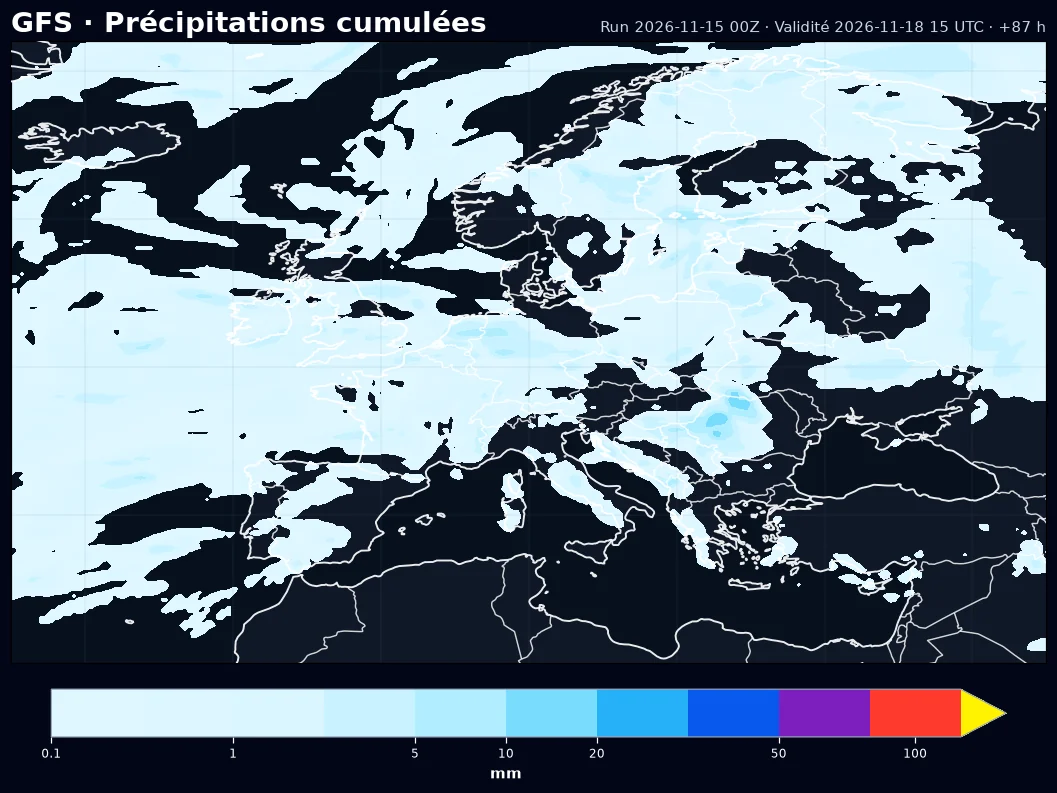 GFS · Précipitations cumulées
Run 2026-11-15 00Z · Validité 2026-11-18 15 UTC · +87 h
0.1 1 5 10 20 50 100
mm